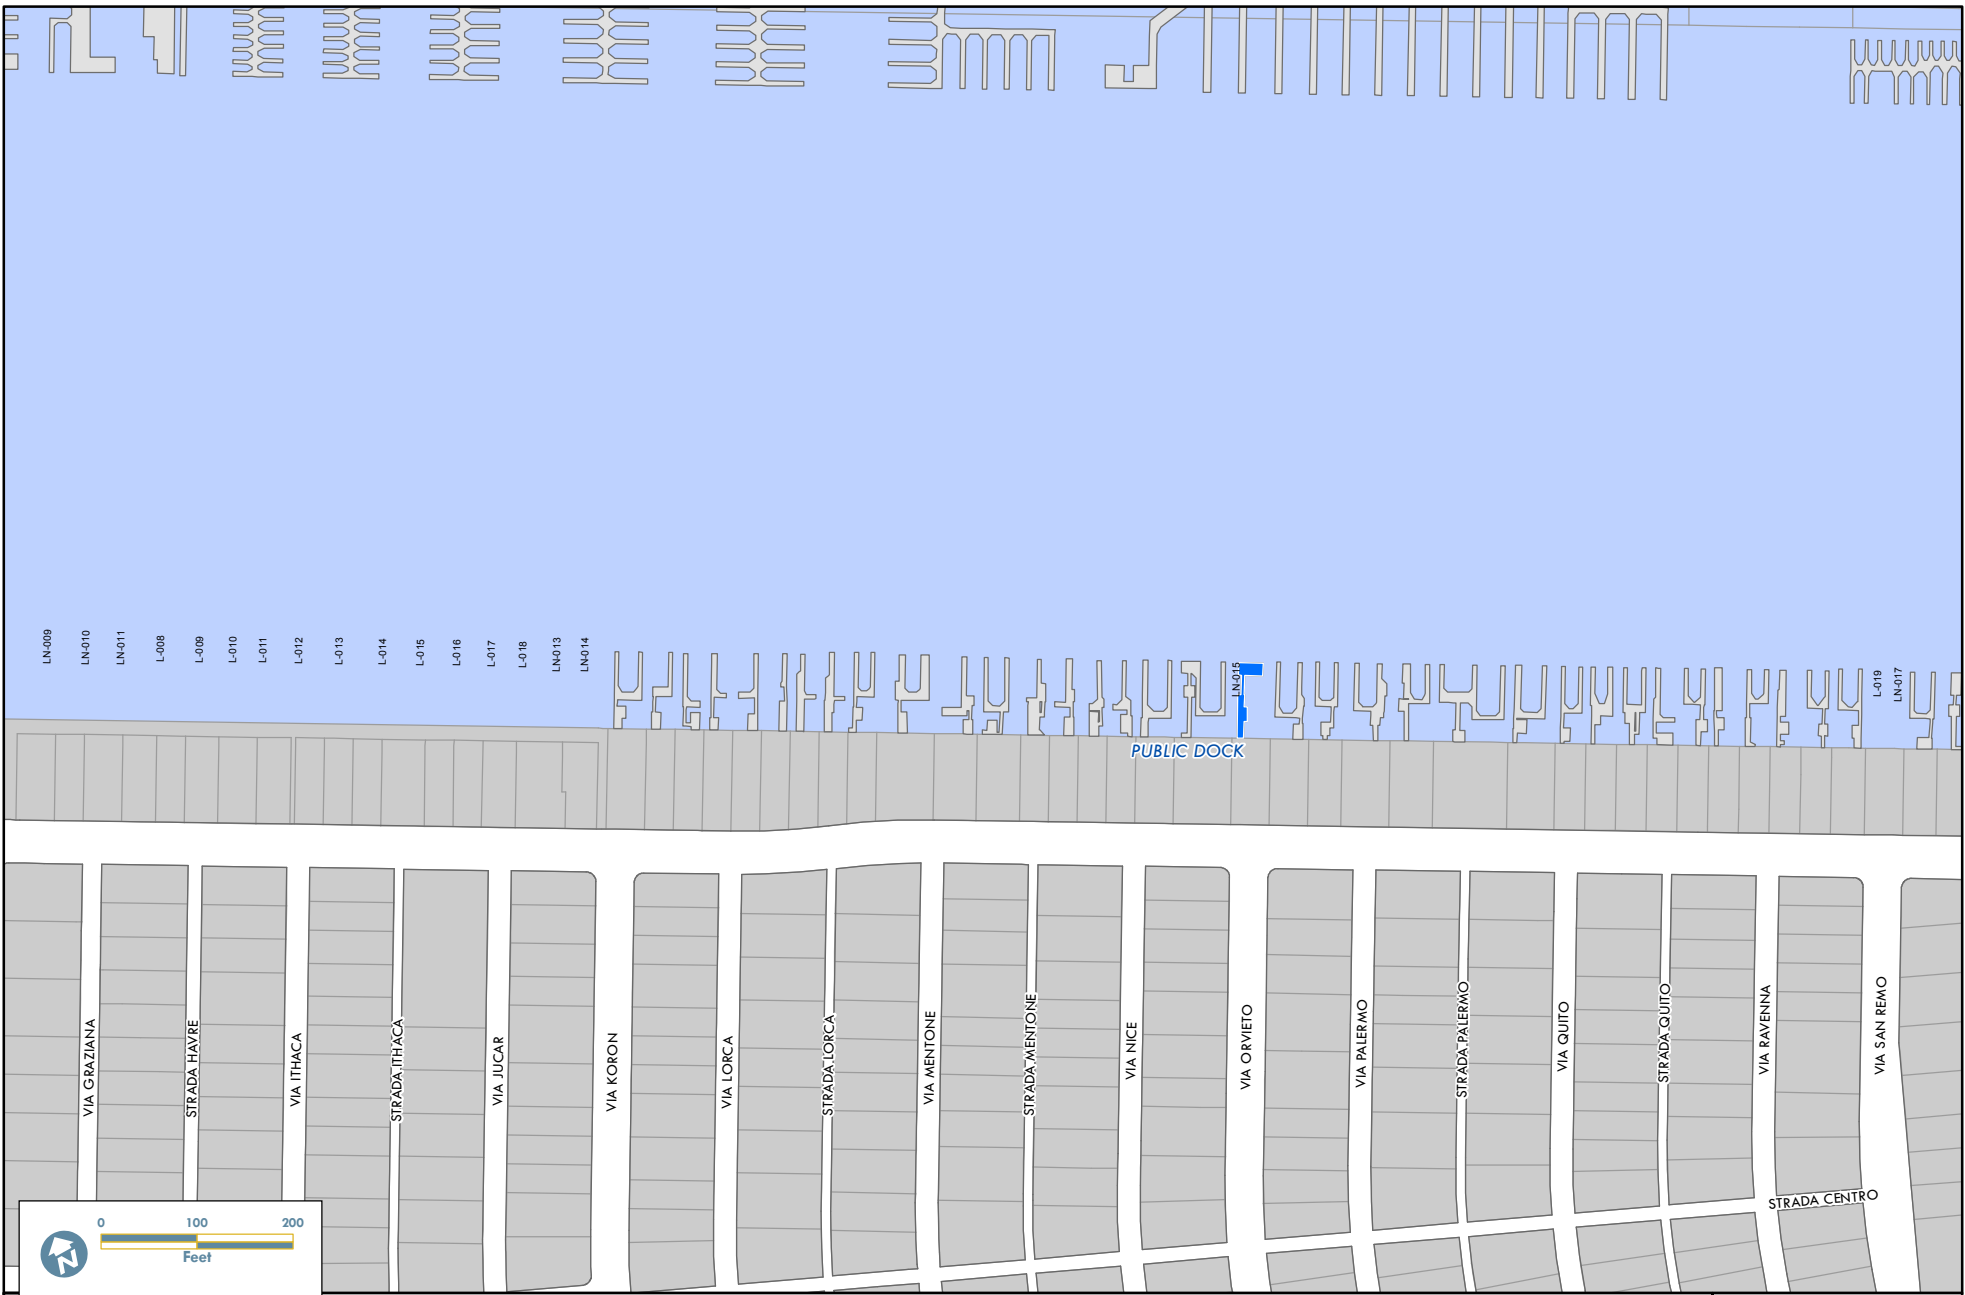 LN-009
LN-010
LN-011
L-008
L-009
L-010
L-011
L-012
L-013
L-014
L-015
L-016
L-017
L-018
LN-013
LN-014
LN-015
L-019
LN-017
PUBLIC DOCK
VIA GRAZIANA
STRADA HAVRE
VIA ITHACA
STRADA ITHACA
VIA JUCAR
VIA KORON
VIA LORCA
STRADA LORCA
VIA MENTONE
STRADA MENTONE
VIA NICE
VIA ORVIETO
VIA PALERMO
STRADA PALERMO
VIA QUITO
STRADA QUITO
VIA RAVENNA
VIA SAN REMO
STRADA CENTRO
0 100 200
Feet
N